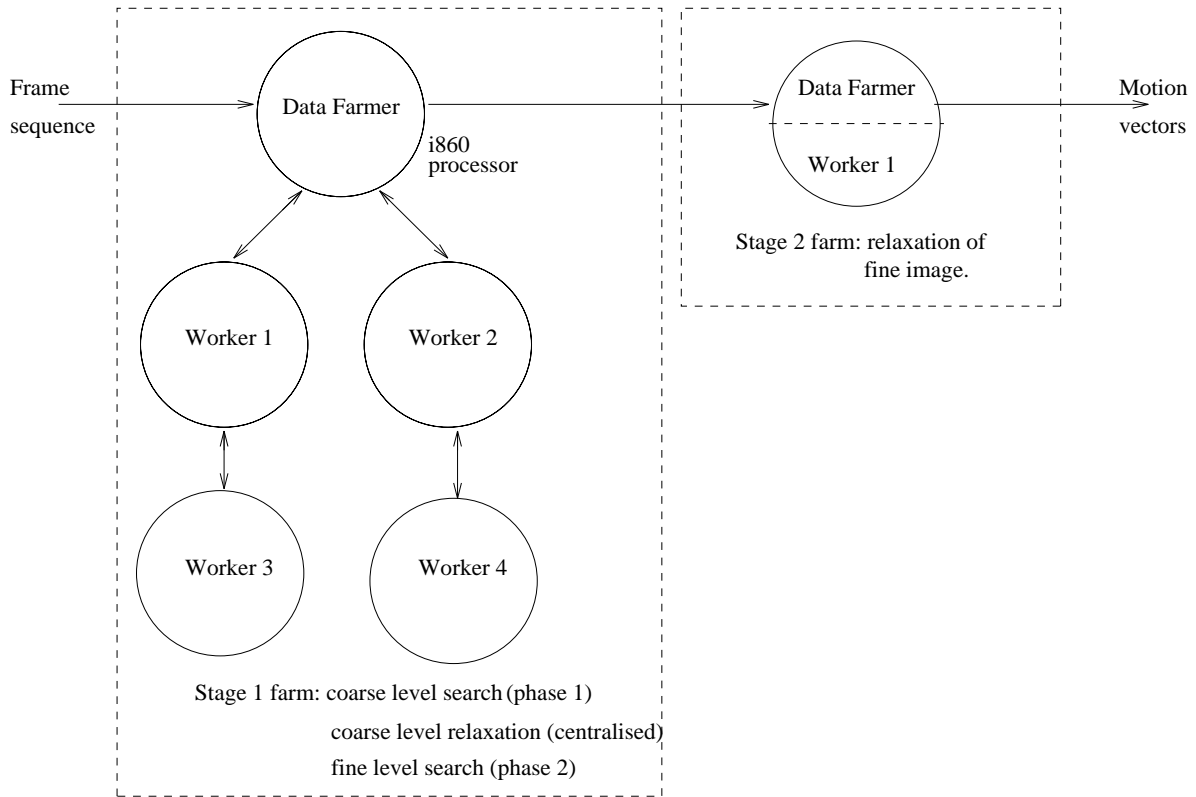 Frame
sequence
Data Farmer
i860
processor
Worker 1
Worker 2
Worker 3
Worker 4
Stage 1 farm: coarse level search (phase 1)
coarse level relaxation (centralised)
fine level search (phase 2)
Data Farmer
Worker 1
Stage 2 farm: relaxation of
fine image.
Motion
vectors